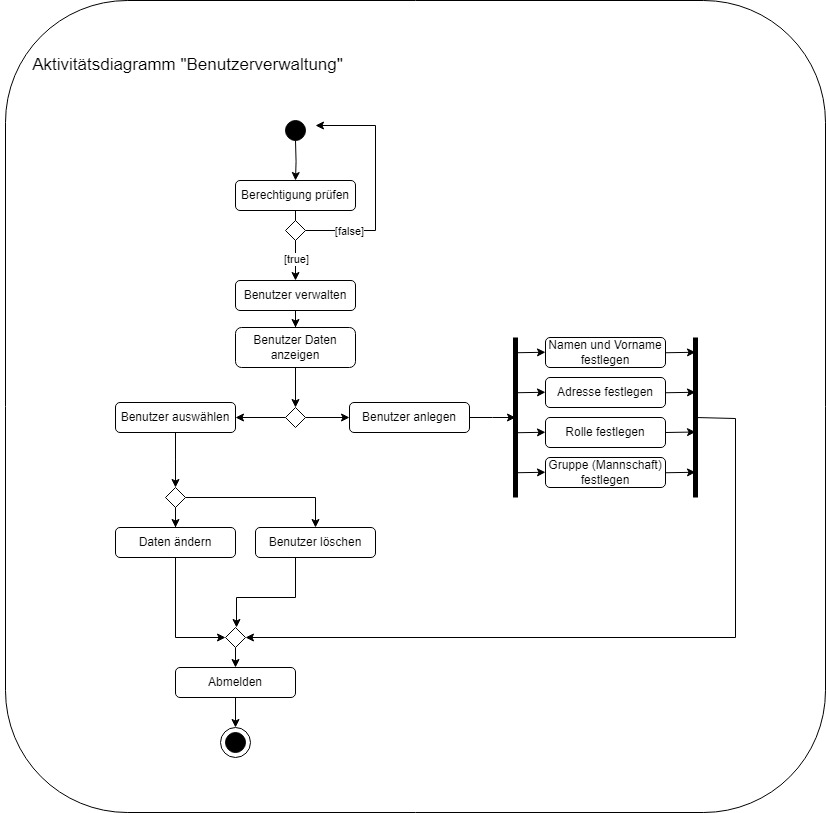 Aktivitätsdiagramm "Benutzerverwaltung"
Berechtigung prüfen
[false]
[true]
Benutzer verwalten
Benutzer Daten
anzeigen
Benutzer auswählen
Benutzer anlegen
Namen und Vorname
festlegen
Adresse festlegen
Rolle festlegen
Gruppe (Mannschaft)
festlegen
Daten ändern
Benutzer löschen
Abmelden